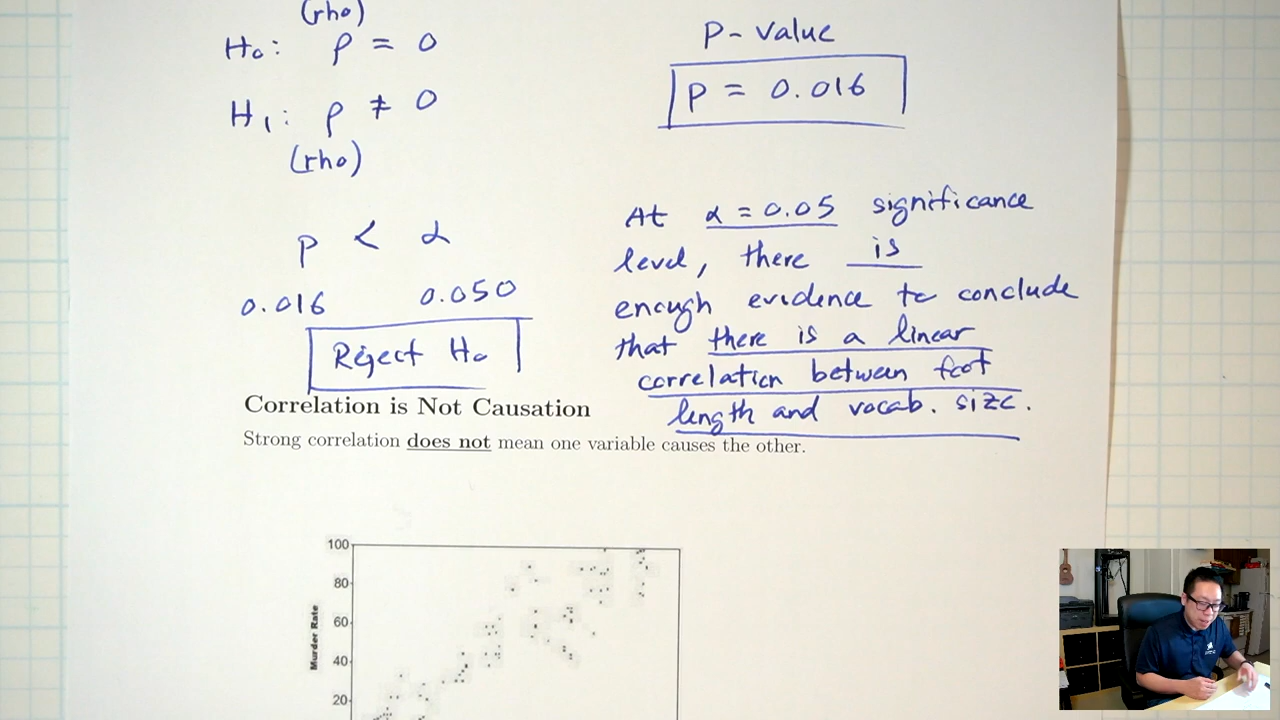 (rho)
H₀: ρ = 0
H₁: ρ ≠ 0
(rho)
p < α
0.016 0.050
Reject H₀
P-value
P = 0.016
At α = 0.05 significance
level, there is
enough evidence to conclude
that there is a linear
correlation between foot
length and vocab. size.
Correlation is Not Causation
Strong correlation does not mean one variable causes the other.
100
80
60
40
20
Murder Rate